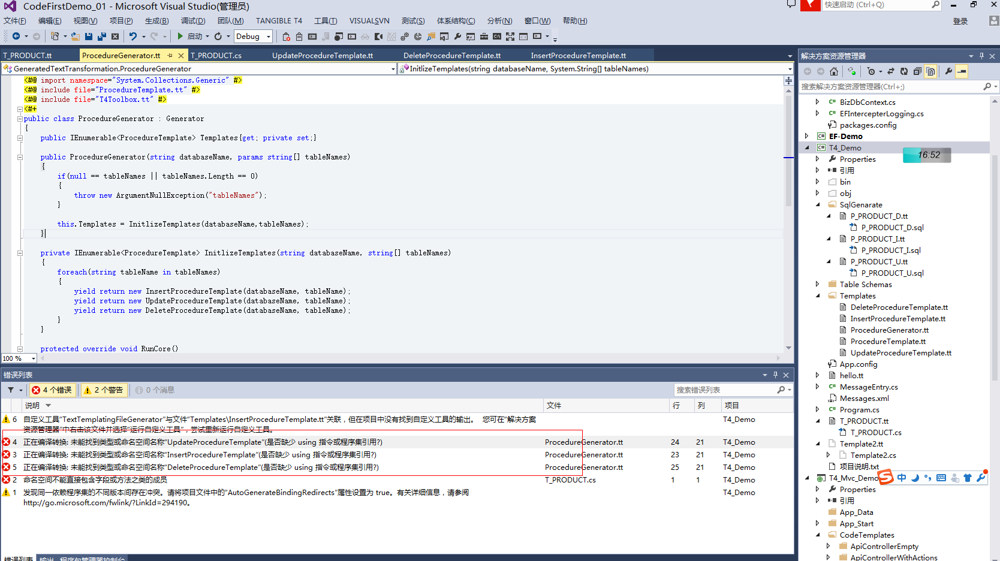 CodeFirstDemo_01 - Microsoft Visual Studio(管理员)
快速启动 (Ctrl+Q)
文件(F) 编辑(E) 视图(V) 项目(P) 生成(B) 调试(D) 团队(M) TANGIBLE T4 工具(T) VISUALSVN 测试(S) 体系结构(C) 分析(N) 窗口(W) 帮助(H)
登录
启动 Debug
T_PRODUCT.tt ProcedureGenerator.tt T_PRODUCT.cs UpdateProcedureTemplate.tt DeleteProcedureTemplate.tt InsertProcedureTemplate.tt
GeneratedTextTransformation.ProcedureGenerator
InitlizeTemplates(string databaseName, System.String[] tableNames)
<#@ import namespace="System.Collections.Generic" #>
<#@ include file="ProcedureTemplate.tt" #>
<#@ include file="T4Toolbox.tt" #>
<#+
public class ProcedureGenerator : Generator
{
public IEnumerable<ProcedureTemplate> Templates{get; private set;}
public ProcedureGenerator(string databaseName, params string[] tableNames)
{
if(null == tableNames || tableNames.Length == 0)
{
throw new ArgumentNullException("tableNames");
}
this.Templates = InitlizeTemplates(databaseName,tableNames);
}
private IEnumerable<ProcedureTemplate> InitlizeTemplates(string databaseName, string[] tableNames)
{
foreach(string tableName in tableNames)
{
yield return new InsertProcedureTemplate(databaseName, tableName);
yield return new UpdateProcedureTemplate(databaseName, tableName);
yield return new DeleteProcedureTemplate(databaseName, tableName);
}
}
protected override void RunCore()
100 %
错误列表
4 个错误 2 个警告 0 个消息
搜索错误列表
说明 文件 行 列 项目
6 自定义工具“TextTemplatingFileGenerator”与文件“Templates\InsertProcedureTemplate.tt”关联，但在项目中没有找到自定义工具的输出。 您可在“解决方案 T4_Demo
资源管理器”中右击该文件并选择“运行自定义工具”，尝试重新运行自定义工具。
4 正在编译转换: 未能找到类型或命名空间名称“UpdateProcedureTemplate”(是否缺少 using 指令或程序集引用?) ProcedureGenerator.tt 24 21 T4_Demo
3 正在编译转换: 未能找到类型或命名空间名称“InsertProcedureTemplate”(是否缺少 using 指令或程序集引用?) ProcedureGenerator.tt 23 21 T4_Demo
5 正在编译转换: 未能找到类型或命名空间名称“DeleteProcedureTemplate”(是否缺少 using 指令或程序集引用?) ProcedureGenerator.tt 25 21 T4_Demo
2 命名空间不能直接包含字段或方法之类的成员 T_PRODUCT.cs 1 1 T4_Demo
1 发现同一依赖程序集的不同版本间存在冲突。请将项目文件中的“AutoGenerateBindingRedirects”属性设置为 true。有关详细信息，请参阅 T4_Demo
http://go.microsoft.com/fwlink/?LinkId=294190。
错误列表 输出 程序包管理器控制台
解决方案资源管理器
搜索解决方案资源管理器(Ctrl+;)
BizDbContext.cs
EFIntercepterLogging.cs
packages.config
EF-Demo
T4_Demo
16:52
Properties
引用
bin
obj
SqlGenarate
P_PRODUCT_D.tt
P_PRODUCT_D.sql
P_PRODUCT_I.tt
P_PRODUCT_I.sql
P_PRODUCT_U.tt
P_PRODUCT_U.sql
Table Schemas
Templates
DeleteProcedureTemplate.tt
InsertProcedureTemplate.tt
ProcedureGenerator.tt
ProcedureTemplate.tt
UpdateProcedureTemplate.tt
App.config
hello.tt
MessageEntry.cs
Messages.xml
Program.cs
T_PRODUCT.tt
T_PRODUCT.cs
Template2.tt
Template2.cs
项目说明.txt
T4_Mvc_Demo
中
Properties
引用
App_Data
App_Start
CodeTemplates
ApiControllerEmpty
ApiControllerWithActions